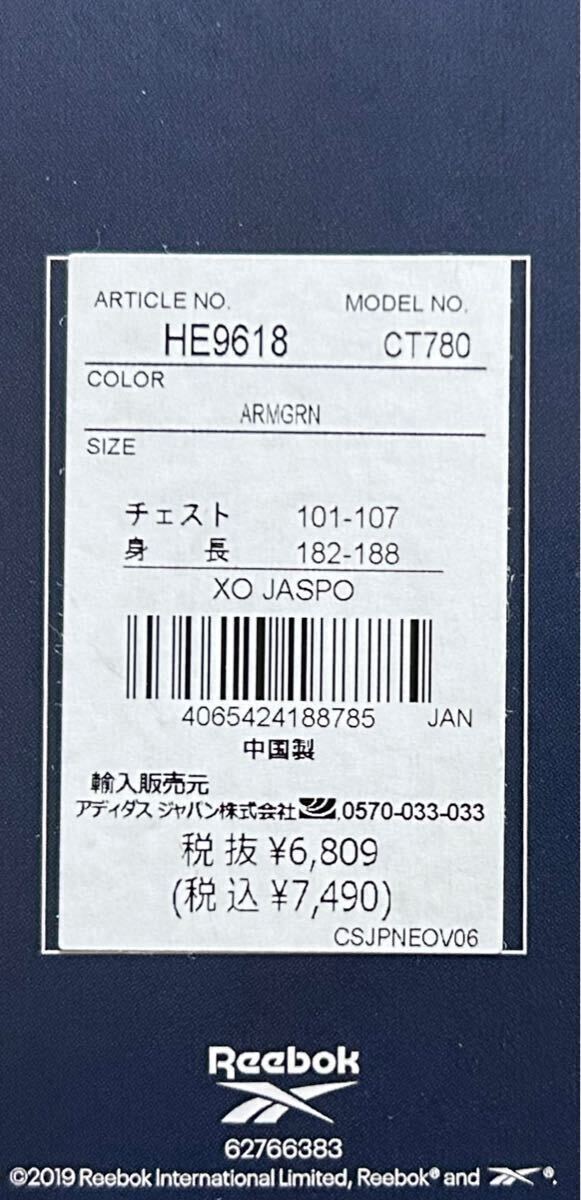 ARTICLE NO. MODEL NO.
HE9618 CT780
COLOR
ARMGRN
SIZE
チェスト 101-107
身 長 182-188
XO JASPO
4065424188785 JAN
中国製
輸入販売元
アディダス ジャパン株式会社 0570-033-033
税抜 ¥6,809
(税込 ¥7,490)
CSJPNEOV06
Reebok
62766383
©2019 Reebok International Limited, Reebok® and ®.